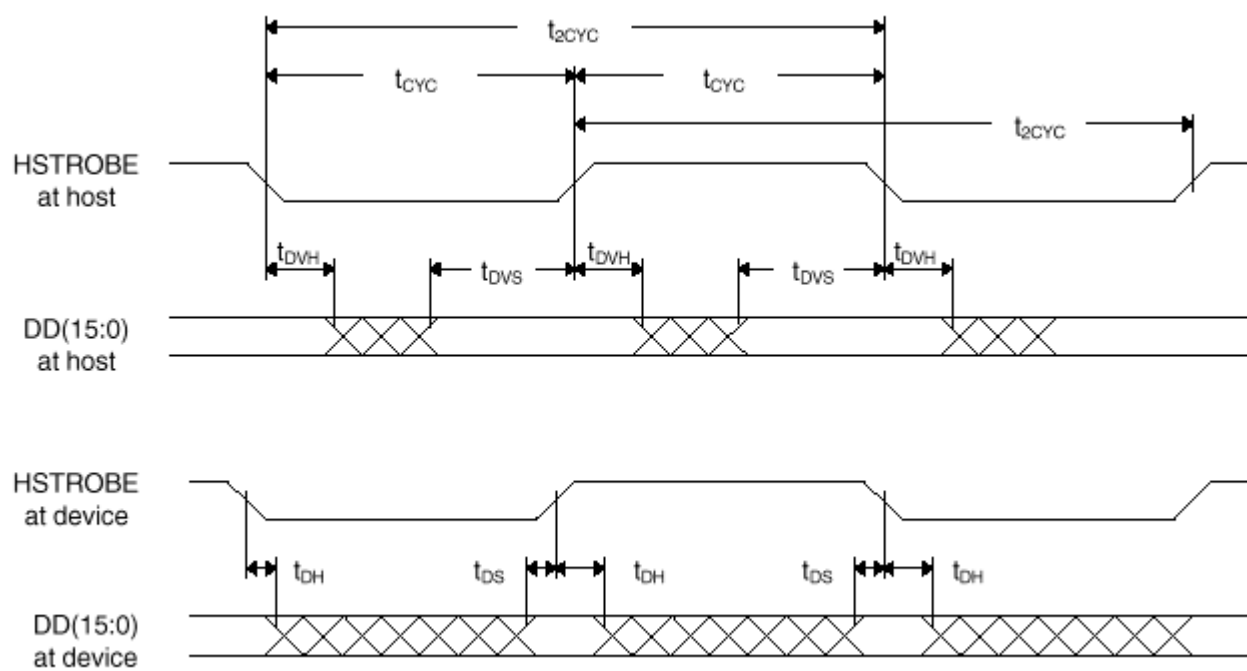 t2CYC
tCYC tCYC
t2CYC
HSTROBE
at host
tDVH tDVS tDVH tDVS tDVH
DD(15:0)
at host
HSTROBE
at device
tDH tDS tDH tDS tDH
DD(15:0)
at device